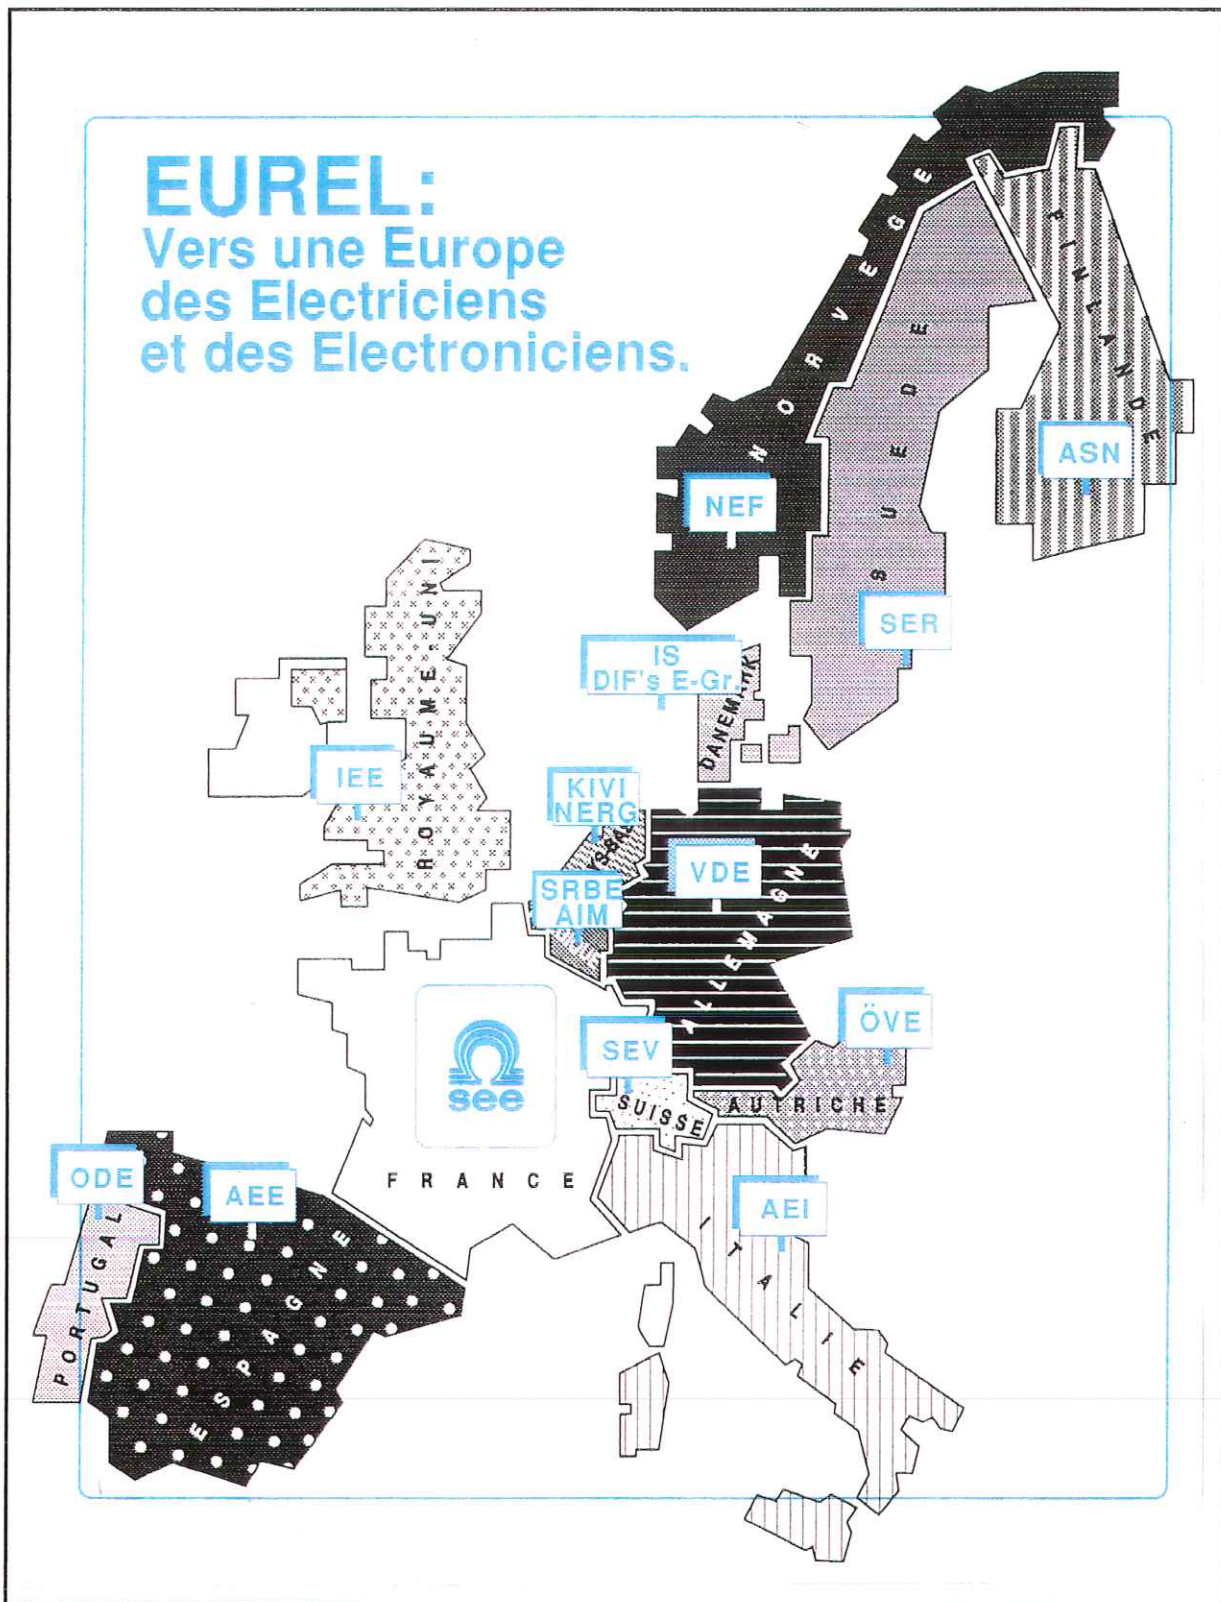 EUREL:
Vers une Europe
des Electriciens
et des Electroniciens.
NORVEGE
FINLANDE
SUEDE
ASN
NEF
SER
ROYAUME-UNI
IS
DIF's E-Gr.
DANEMARK
IEE
KIVI
NERG
VDE
ALLEMAGNE
SRBE
AIM
see
SEV
ÖVE
SUISSE
AUTRICHE
FRANCE
ODE
AEE
AEI
PORTUGAL
ESPAGNE
ITALIE